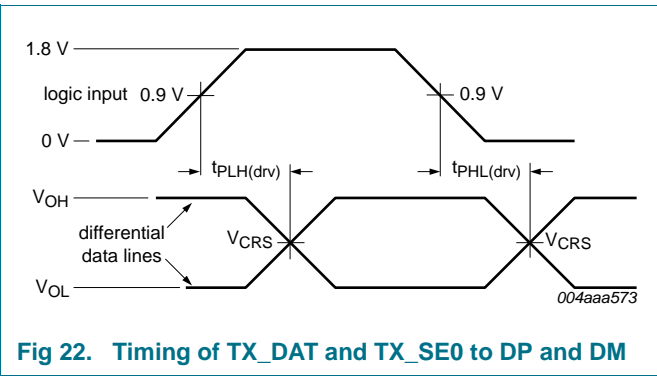 1.8 V
logic input 0.9 V
0.9 V
0 V
tPLH(drv)
tPHL(drv)
VOH
differential
data lines
VCRS
VCRS
VOL
004aaa573
Fig 22. Timing of TX_DAT and TX_SE0 to DP and DM